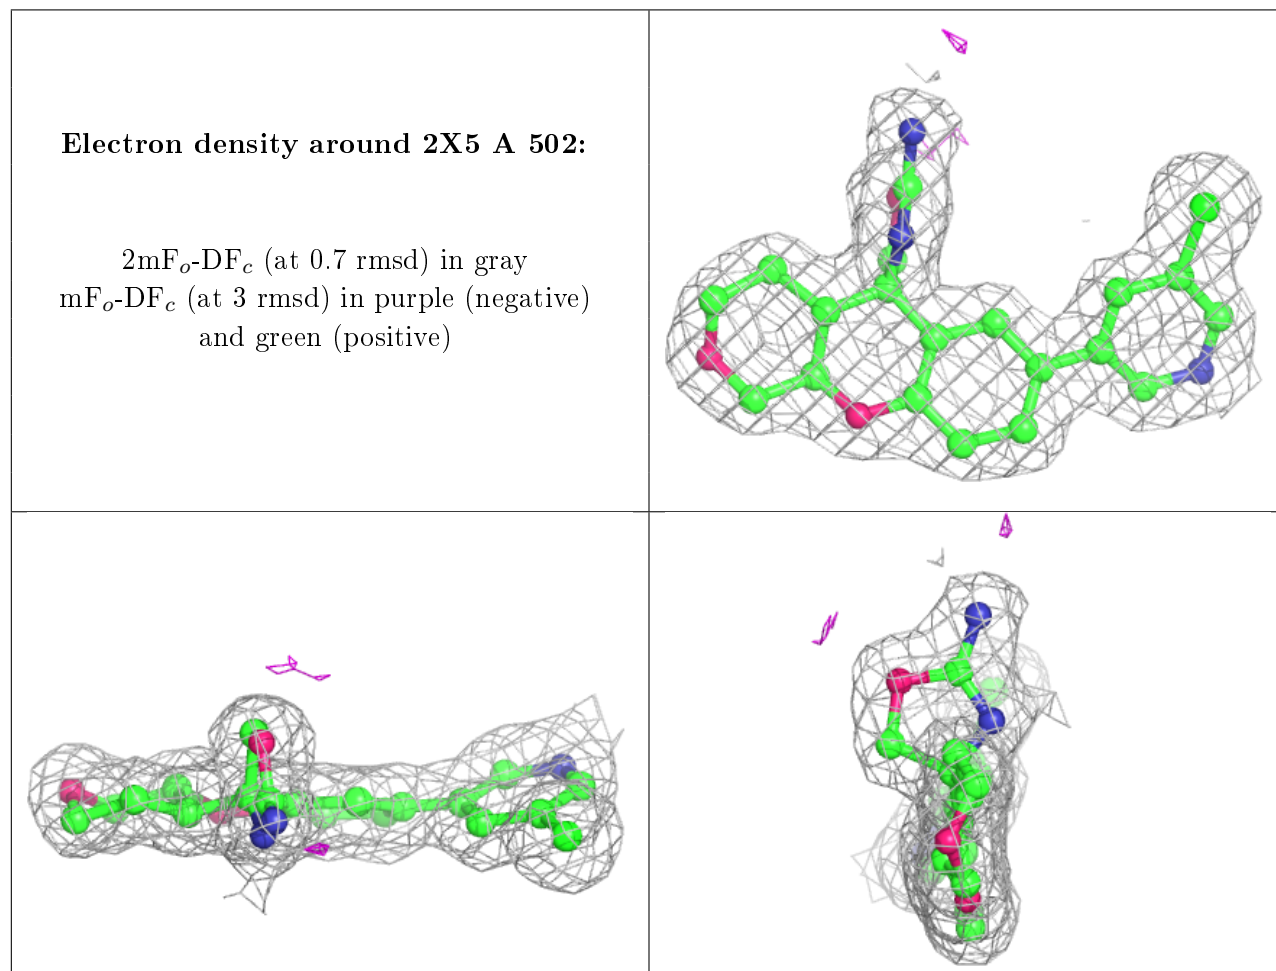 Electron density around 2X5 A 502:
2mFo-DFc (at 0.7 rmsd) in gray
mFo-DFc (at 3 rmsd) in purple (negative)
and green (positive)